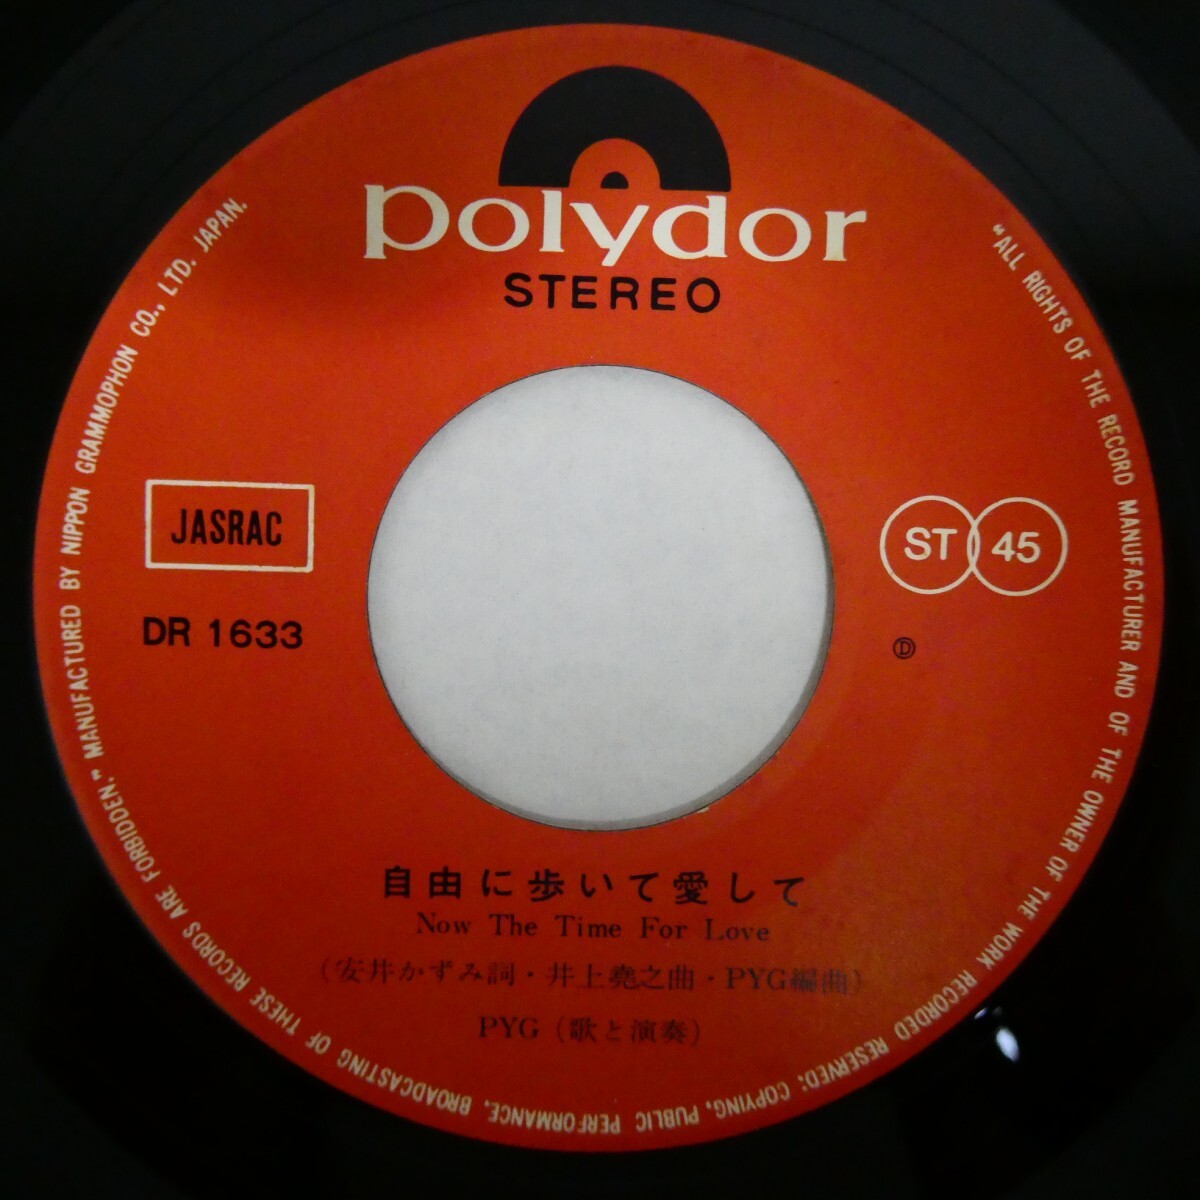 polydor
STEREO
JASRAC
DR 1633
ST 45
Ⓓ
自由に歩いて愛して
Now The Time For Love
(安井かずみ詞・井上堯之曲・PYG編曲)
PYG (歌と演奏)
"ALL RIGHTS OF THE RECORD MANUFACTURER AND OF THE OWNER OF THE WORK RECORDED RESERVED: COPYING, PUBLIC PERFORMANCE, BROADCASTING OF THESE RECORDS ARE FORBIDDEN." MANUFACTURED BY NIPPON GRAMMOPHON CO., LTD. JAPAN.